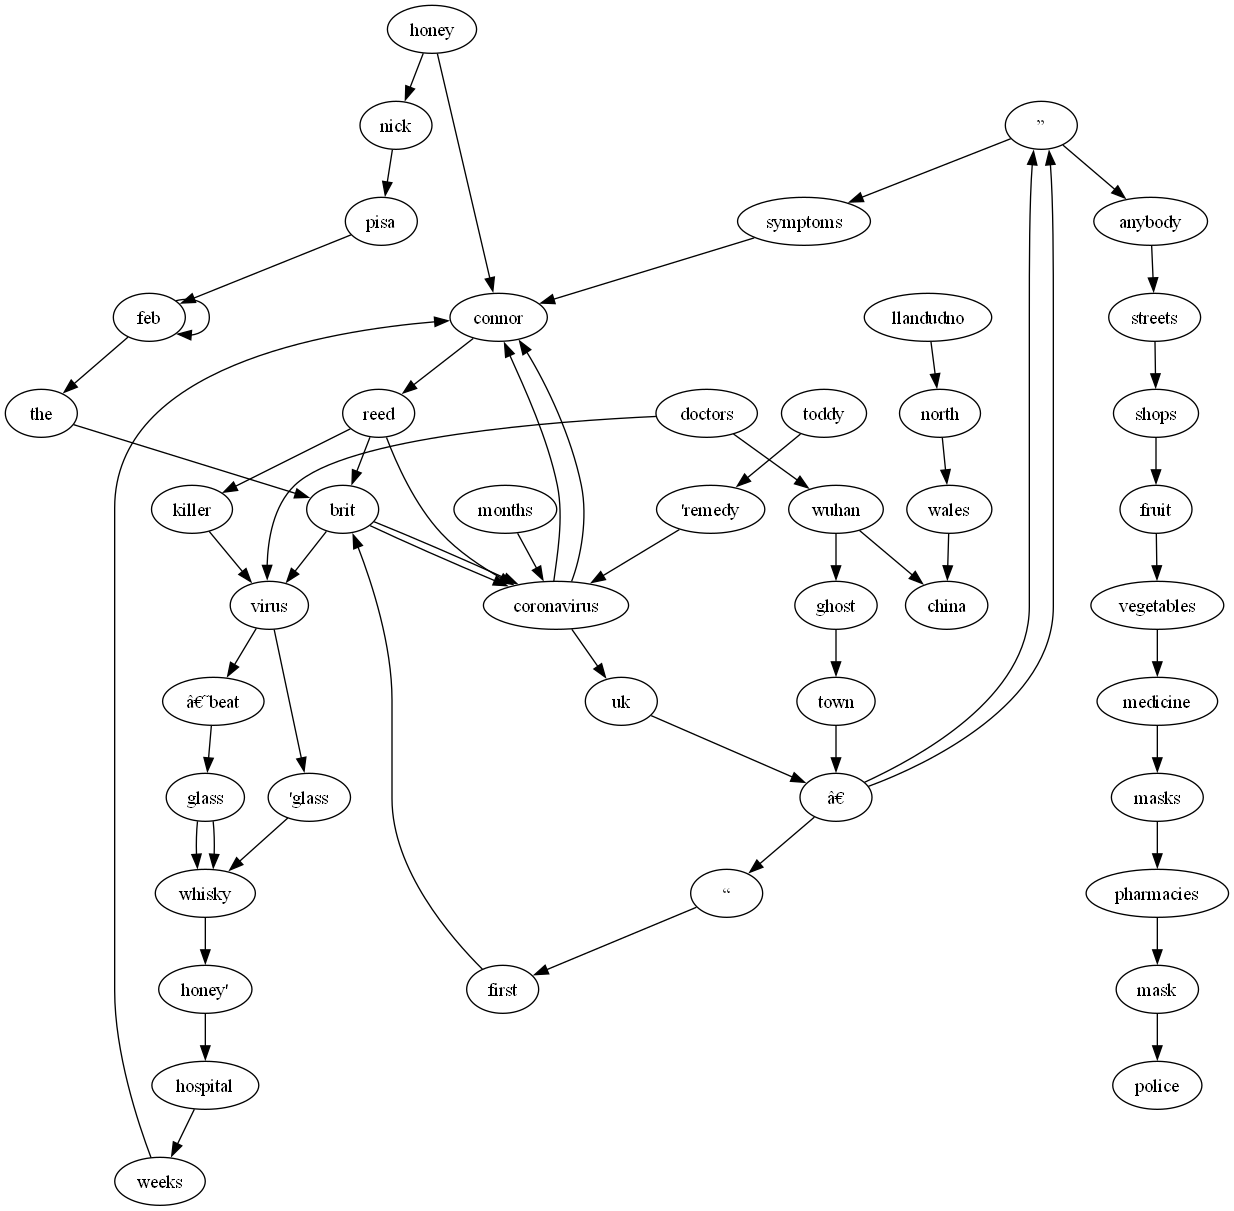 honey
nick
”
pisa
symptoms
anybody
feb
connor
llandudno
streets
the
reed
doctors
toddy
north
shops
killer
brit
months
'remedy
wuhan
wales
fruit
virus
coronavirus
ghost
china
vegetables
â€˜beat
uk
town
medicine
glass
'glass
â€
masks
whisky
“
pharmacies
honey'
first
mask
hospital
police
weeks